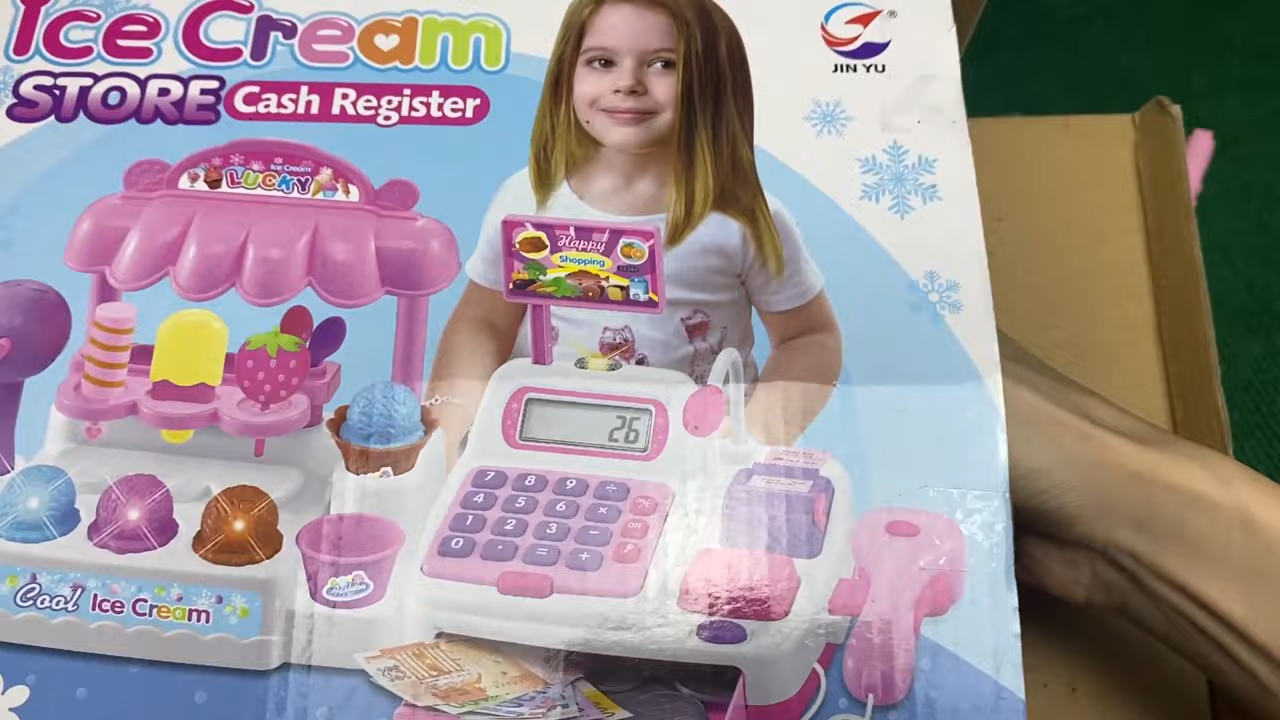 Ice Cream
STORE Cash Register
JIN YU
®
Ice Cream
LUCKY
Happy
Shopping
26
7 8 9 ÷
4 5 6 ×
1 2 3 −
0 . = +
Cool Ice Cream